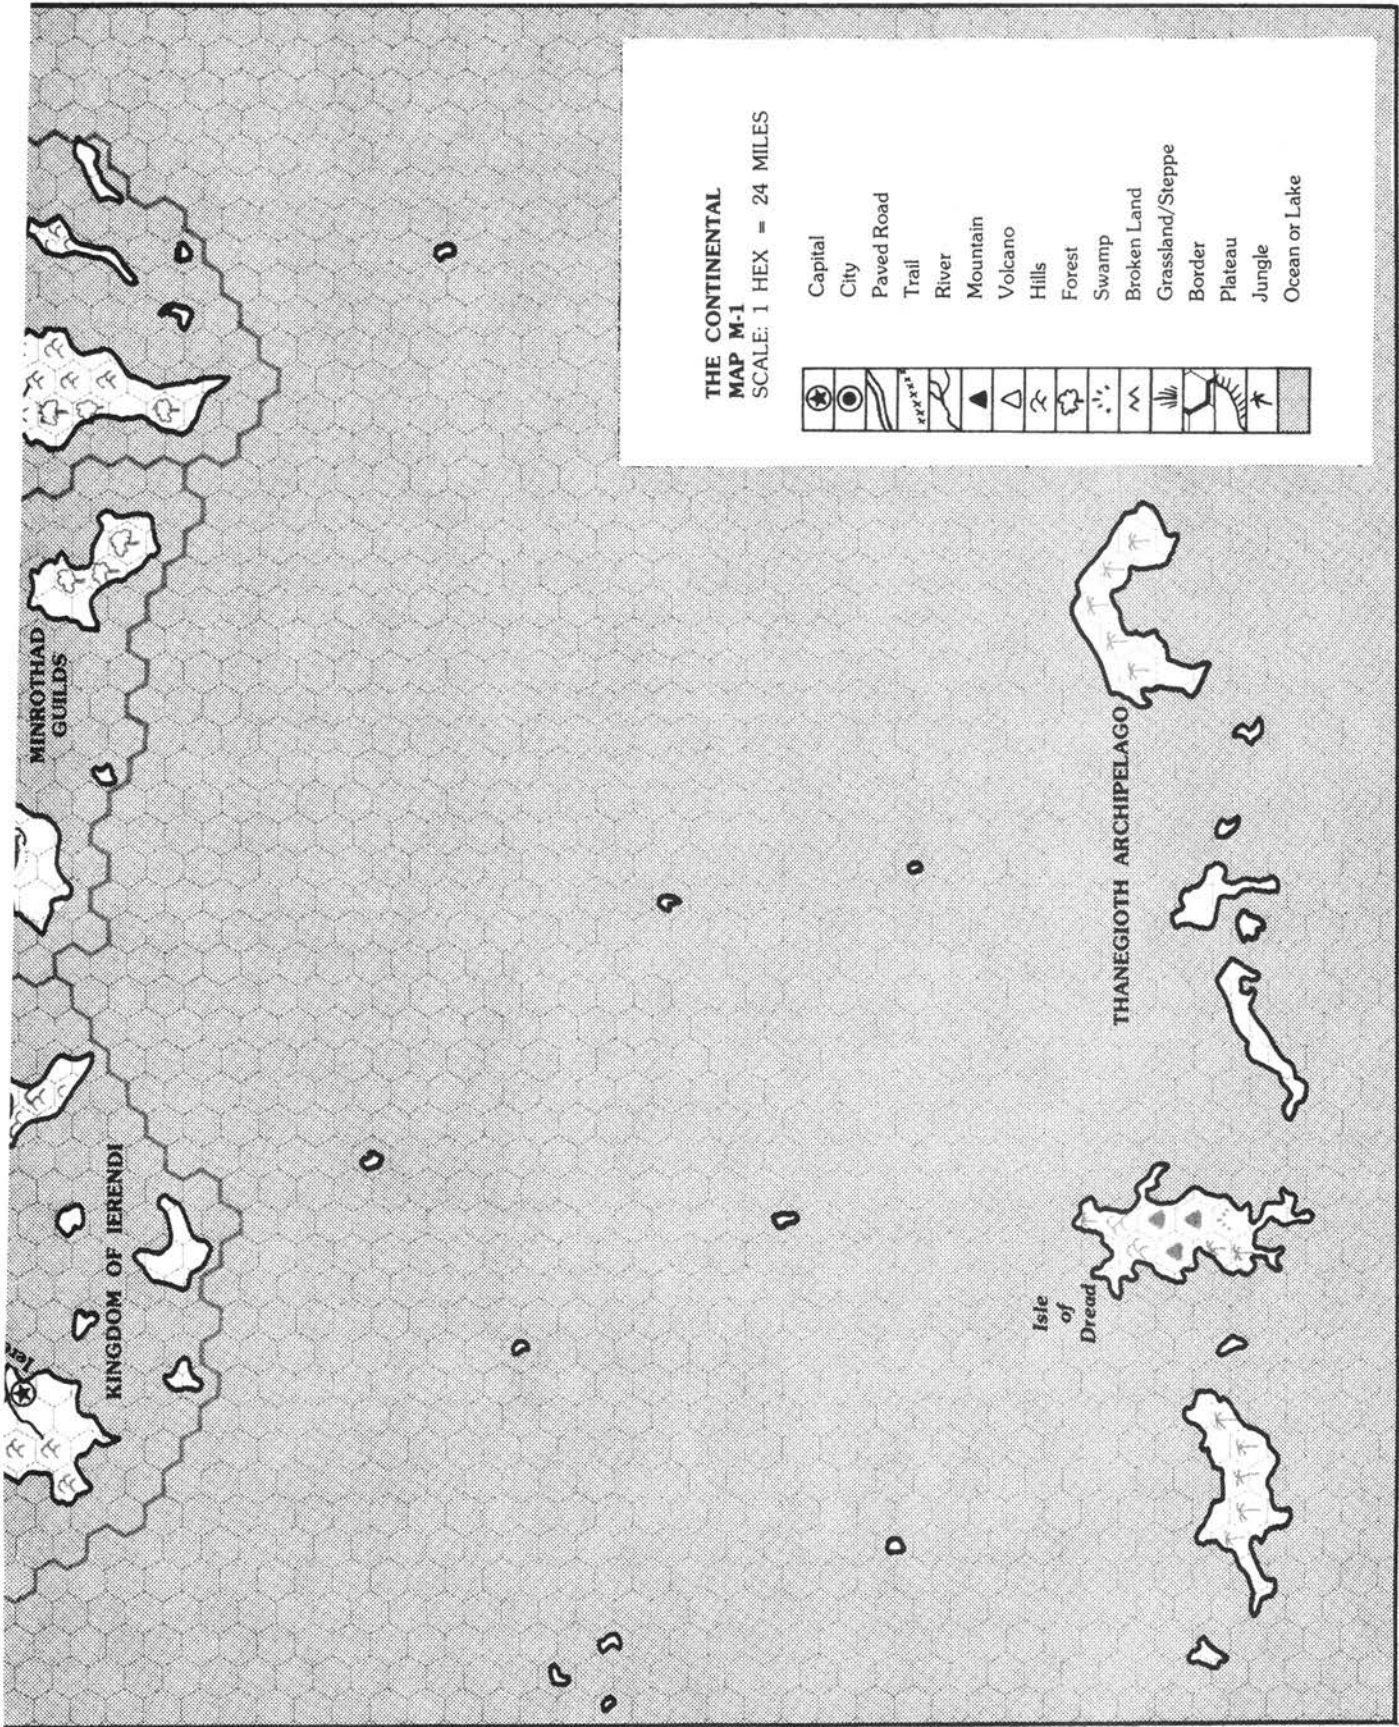 MINROTHAD
GUILDS
KINGDOM OF IERENDI
THANEGIOTH ARCHIPELAGO
Isle
of
Dread
THE CONTINENTAL
MAP M-1
SCALE: 1 HEX = 24 MILES
Capital
City
Paved Road
Trail
River
Mountain
Volcano
Hills
Forest
Swamp
Broken Land
Grassland/Steppe
Border
Plateau
Jungle
Ocean or Lake